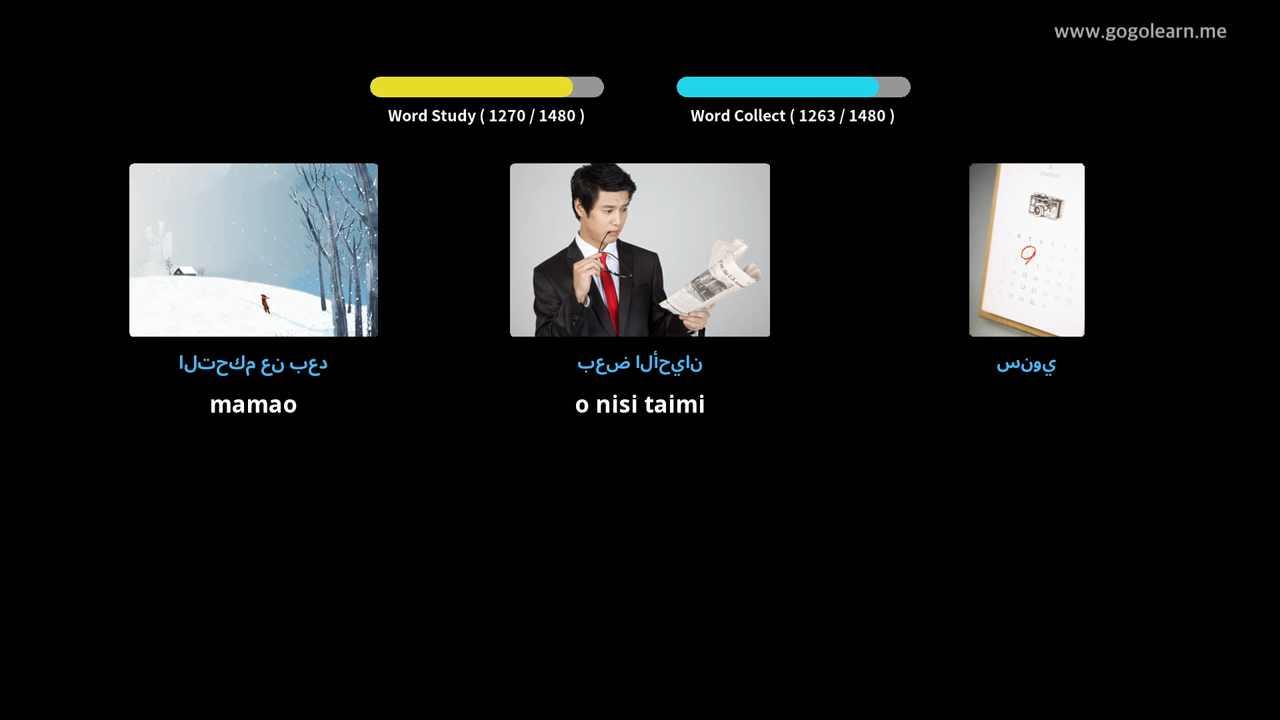 www.gogolearn.me
Word Study ( 1270 / 1480 )
Word Collect ( 1263 / 1480 )
التحكم عن بعد
بعض الأحيان
سنوي
mamao
o nisi taimi